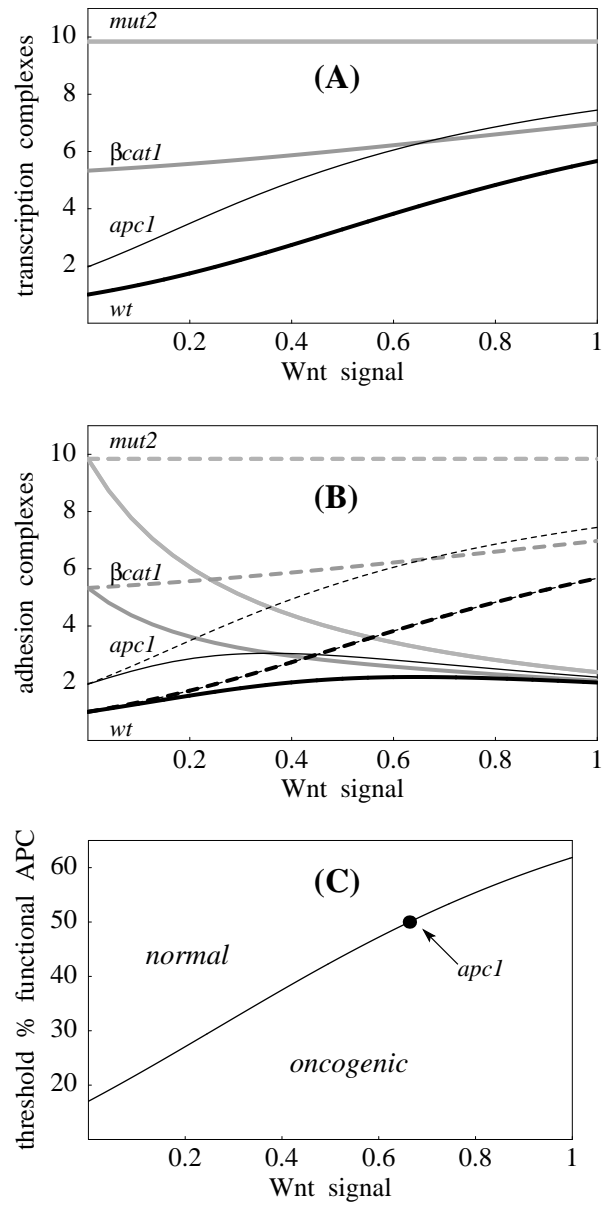 mut2
10
(A)
8
βcat1
6
4
apc1
2
wt
transcription complexes
0.2 0.4 0.6 0.8 1
Wnt signal
mut2
10
(B)
8
βcat1
6
4
apc1
2
wt
adhesion complexes
0.2 0.4 0.6 0.8 1
Wnt signal
60
(C)
50
normal
apc1
40
30
oncogenic
20
threshold % functional APC
0.2 0.4 0.6 0.8 1
Wnt signal